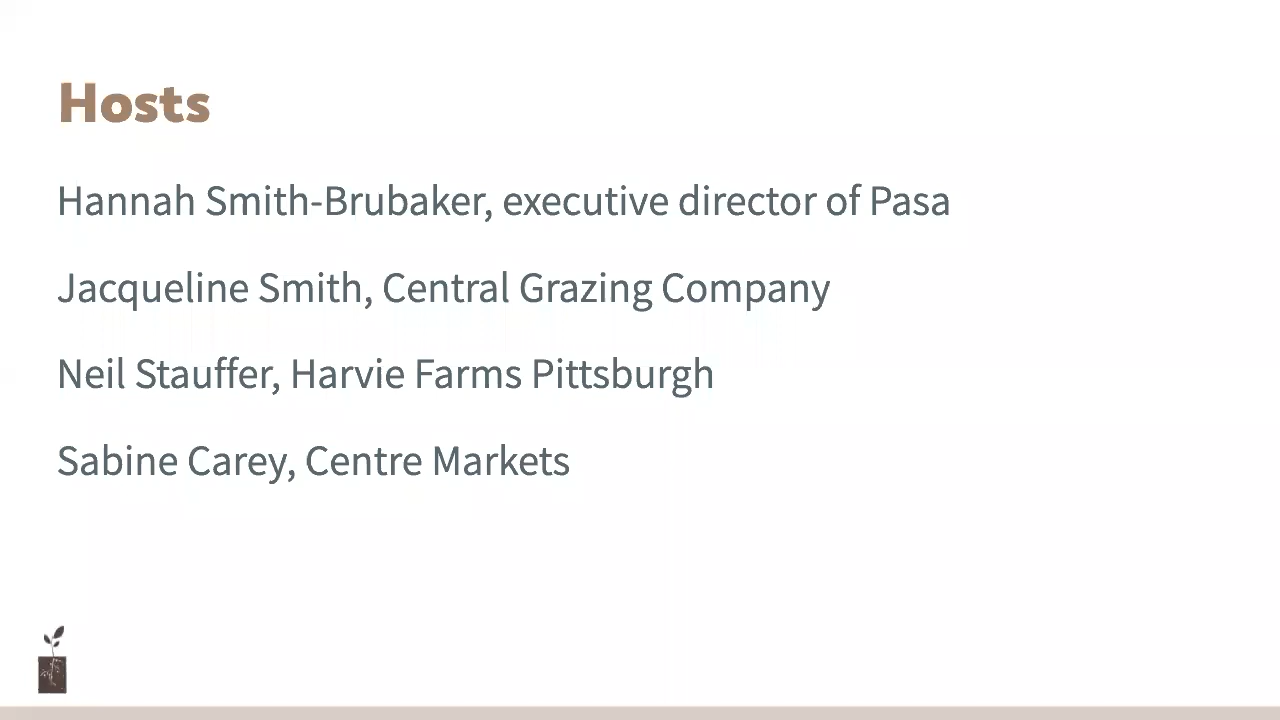 Hosts
Hannah Smith-Brubaker, executive director of Pasa
Jacqueline Smith, Central Grazing Company
Neil Stauffer, Harvie Farms Pittsburgh
Sabine Carey, Centre Markets